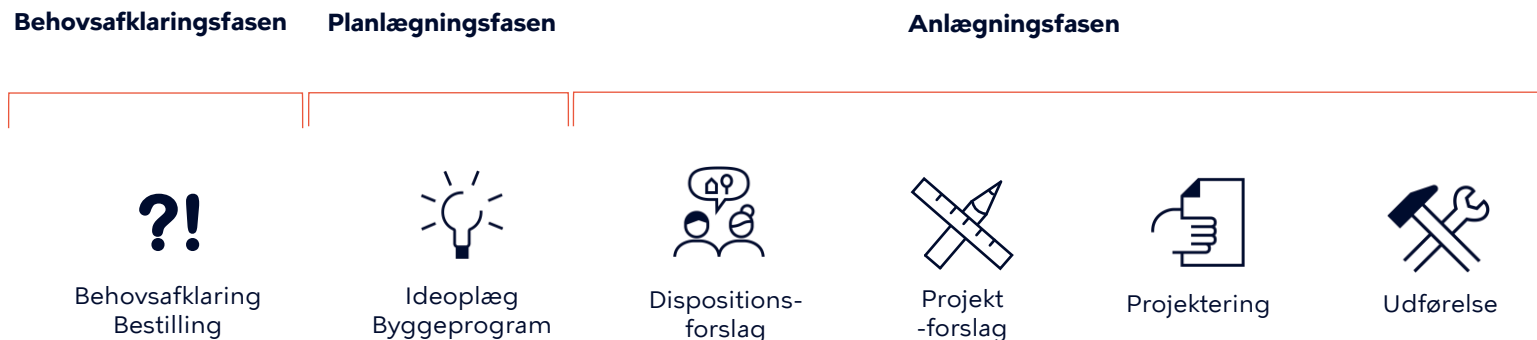 Behovsafklaringsfasen
Planlægningsfasen
Anlægningsfasen
?!
Behovsafklaring
Bestilling
Ideoplæg
Byggeprogram
Dispositions-
forslag
Projekt
-forslag
Projektering
Udførelse